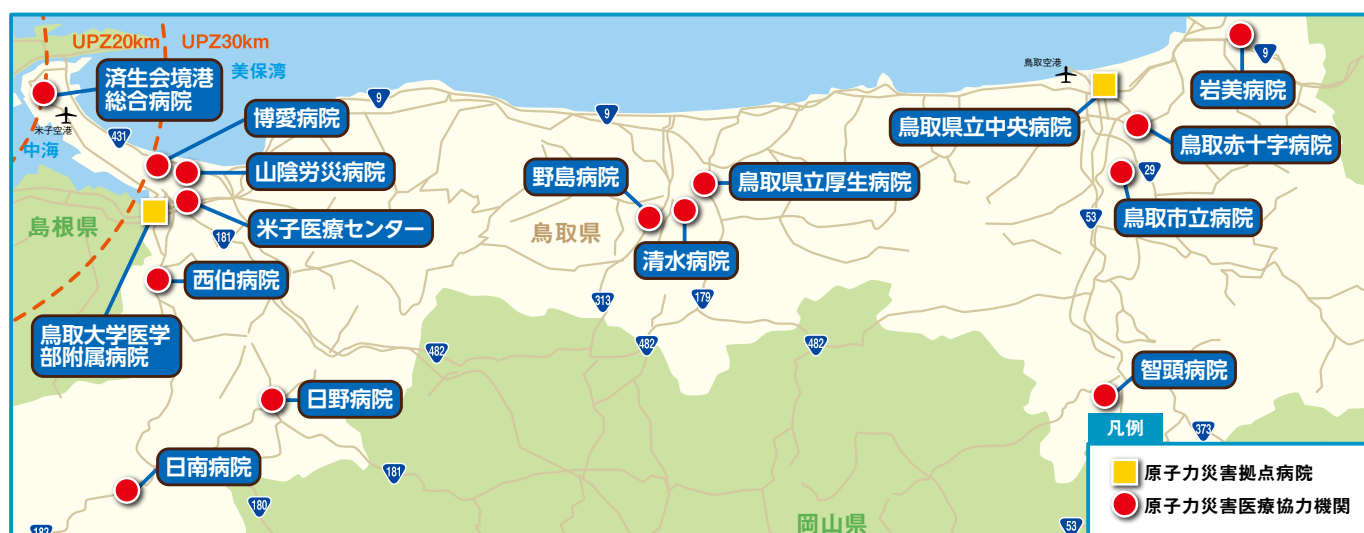 UPZ20km
UPZ30km
済生会境港
総合病院
美保湾
米子空港
中海
431
博愛病院
山陰労災病院
米子医療センター
島根県
181
西伯病院
鳥取大学医学
部附属病院
日野病院
日南病院
183
180
181
482
9
9
野島病院
鳥取県立厚生病院
清水病院
鳥取県
313
179
482
482
岡山県
鳥取空港
鳥取県立中央病院
9
岩美病院
鳥取赤十字病院
29
鳥取市立病院
53
智頭病院
373
53
凡例
原子力災害拠点病院
原子力災害医療協力機関